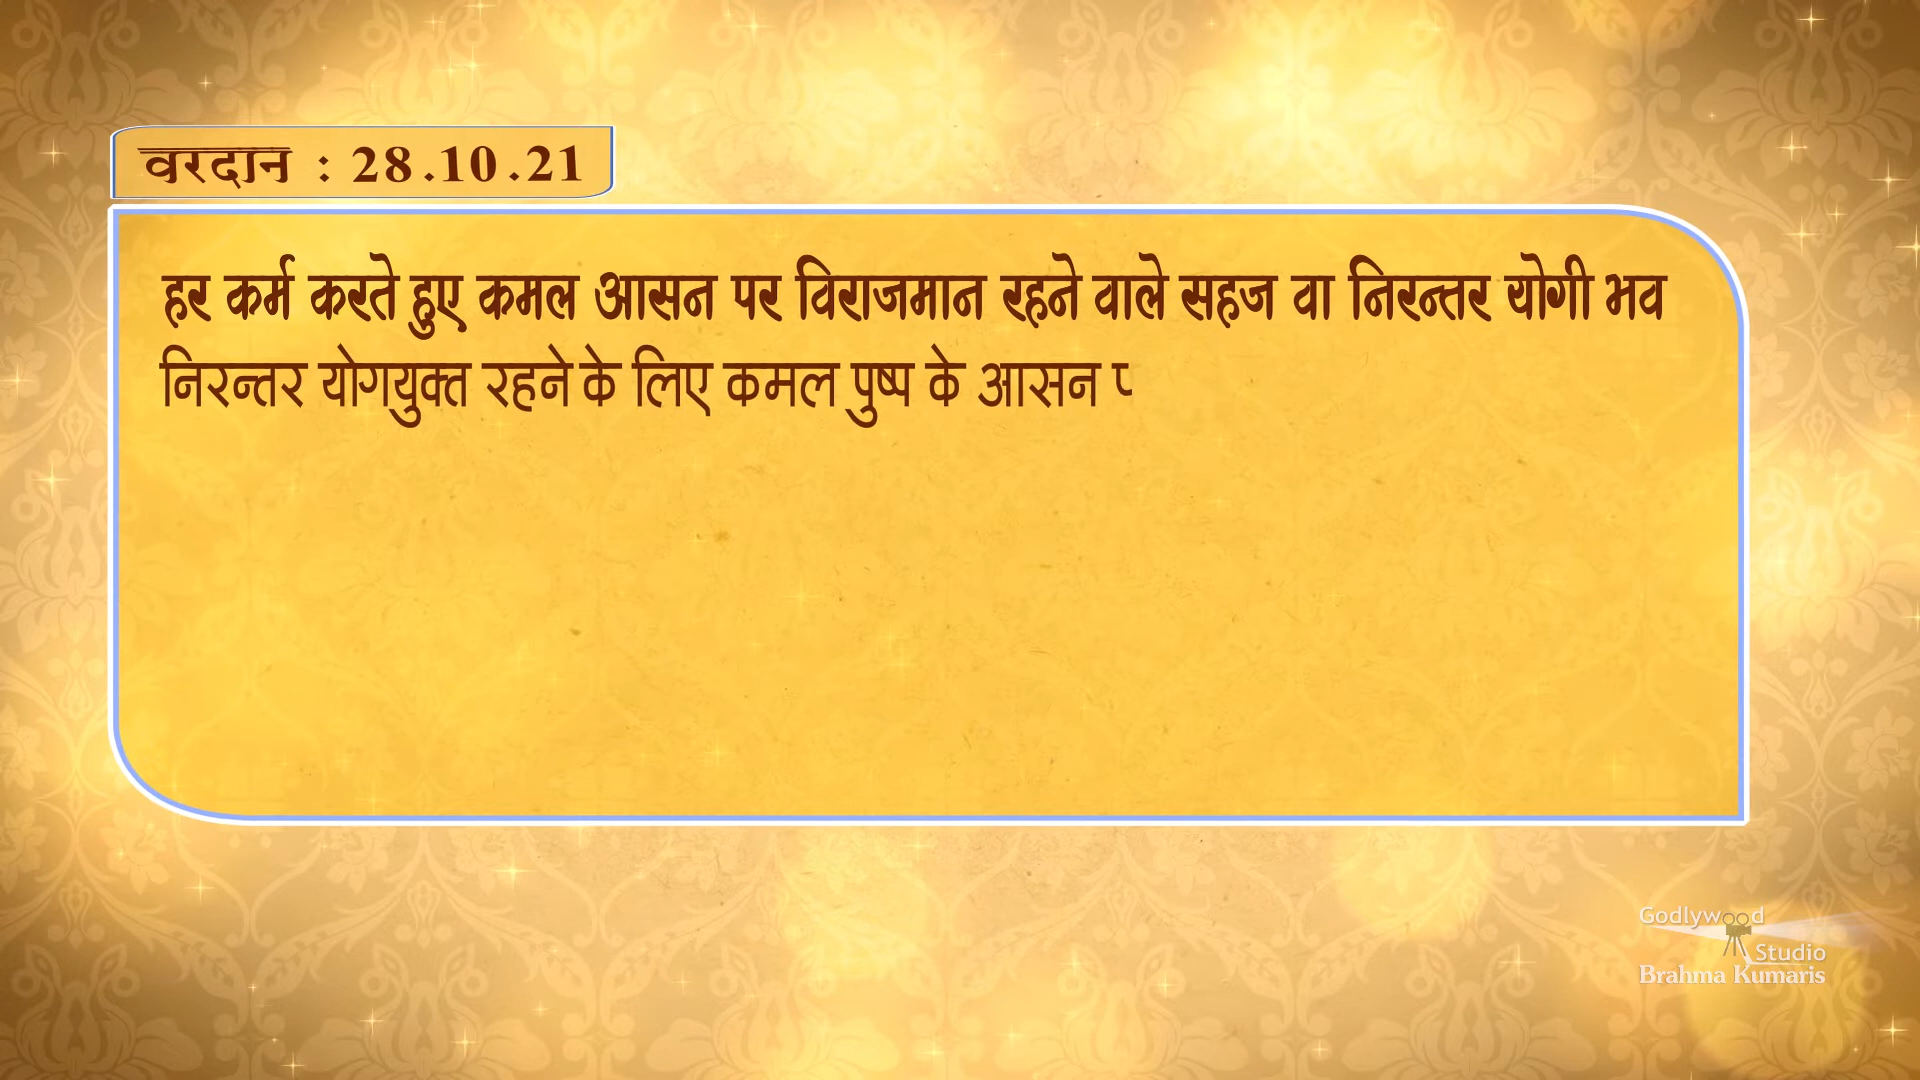 वरदान : 28.10.21
हर कर्म करते हुए कमल आसन पर विराजमान रहने वाले सहज वा निरन्तर योगी भव
निरन्तर योगयुक्त रहने के लिए कमल पुष्प के आसन
Godlywood
Studio
Brahma Kumaris